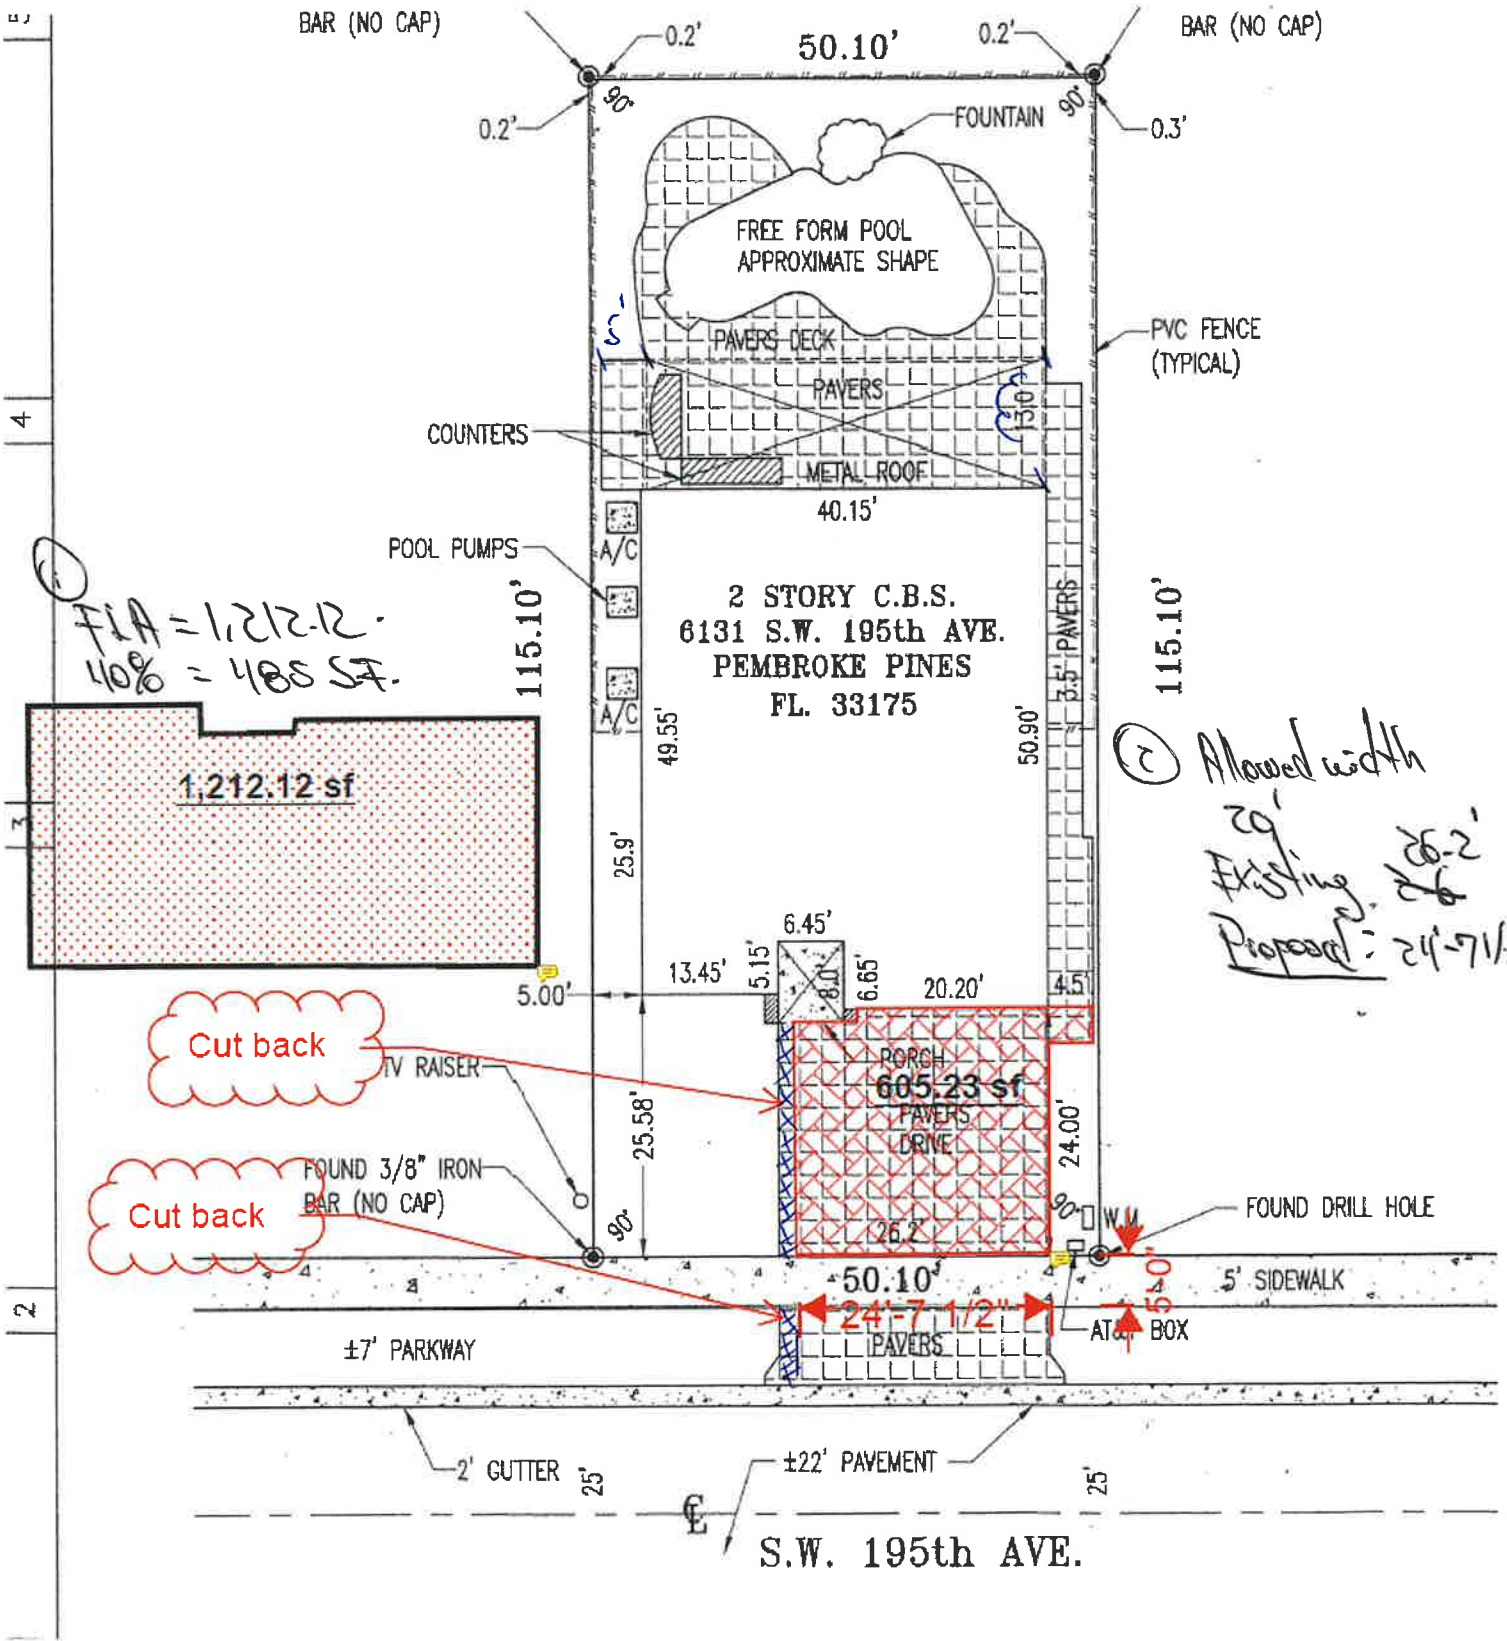 BAR (NO CAP)
BAR (NO CAP)
0.2'
50.10'
0.2'
90°
90°
0.2'
0.3'
FOUNTAIN
FREE FORM POOL
APPROXIMATE SHAPE
5'
PAVERS DECK
PVC FENCE
(TYPICAL)
PAVERS
13.0'
4
COUNTERS
METAL ROOF
40.15'
A/C
POOL PUMPS
1.
FLA = 1,212.12.
40% = 485 S.F.
115.10'
2 STORY C.B.S.
6131 S.W. 195th AVE.
PEMBROKE PINES
FL. 33175
3.5' PAVERS
115.10'
A/C
49.55'
50.90'
2 Allowed width
20'
Existing. 26.2'
26
Proposed: 24'-7 1/
1,212.12 sf
3
25.9'
6.45'
13.45'
5.15'
8.0'
6.65'
20.20'
4.5'
5.00'
Cut back
TV RAISER
PORCH
605.23 sf
PAVERS
DRIVE
25.58'
24.00'
FOUND 3/8" IRON
BAR (NO CAP)
Cut back
90°
26.2'
90°
W.M
FOUND DRILL HOLE
50.10'
5' SIDEWALK
5'-0"
2
24'-7 1/2"
±7' PARKWAY
PAVERS
AT&T BOX
2' GUTTER
25'
±22' PAVEMENT
25'
CL
S.W. 195th AVE.